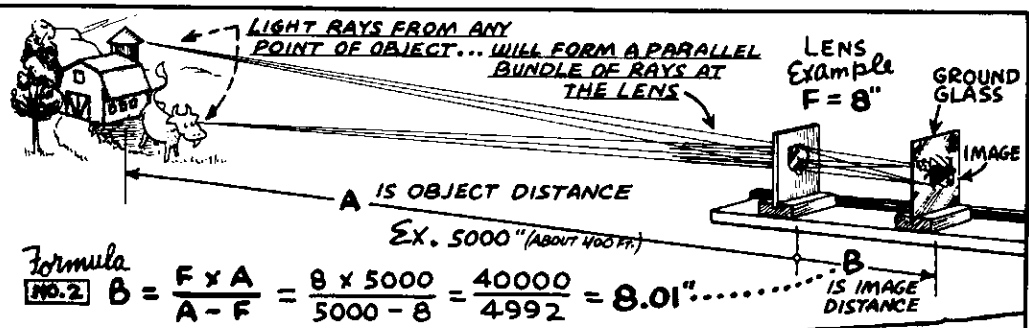 LIGHT RAYS FROM ANY
POINT OF OBJECT... WILL FORM A PARALLEL
BUNDLE OF RAYS AT
THE LENS
LENS
Example
F = 8"
GROUND
GLASS
IMAGE
A IS OBJECT DISTANCE
EX. 5000" (ABOUT 400 FT.)
Formula
NO. 2 B = F x A / A - F = 8 x 5000 / 5000 - 8 = 40000 / 4992 = 8.01"
B
IS IMAGE
DISTANCE